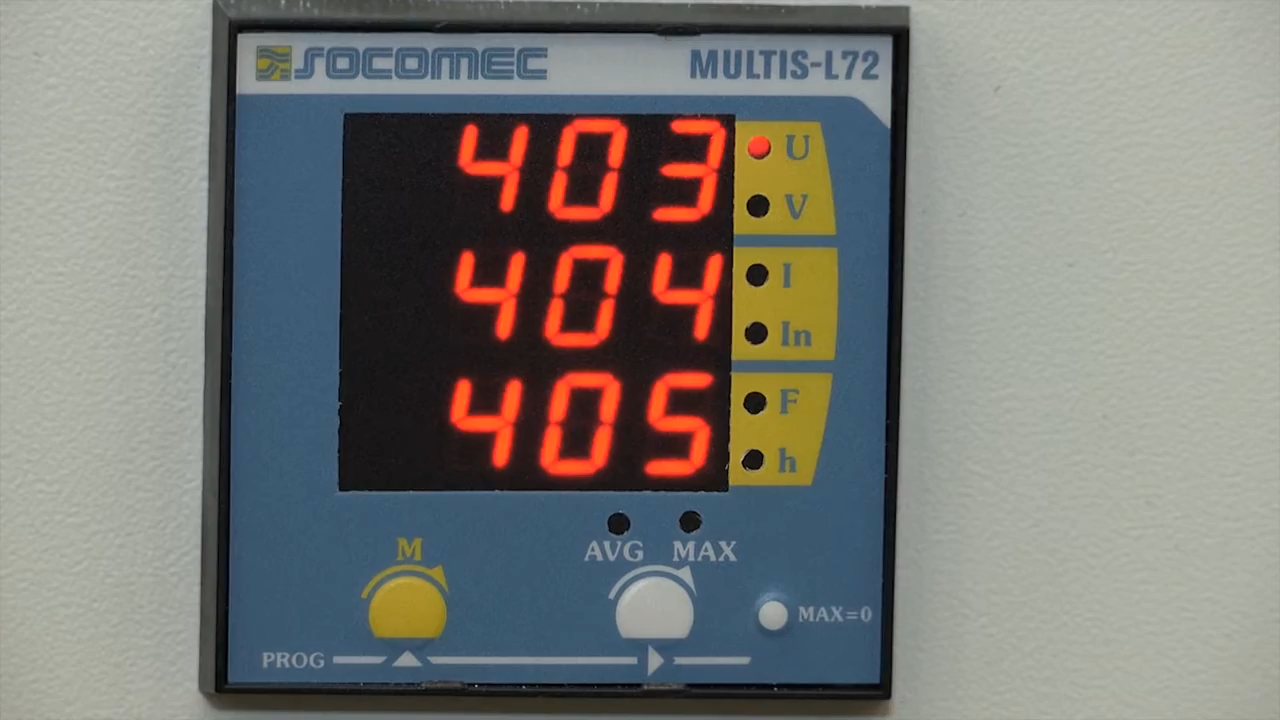 SOCOMEC MULTIS-L72
403 U
V
404 I
In
405 F
h
AVG MAX
M
MAX=0
PROG